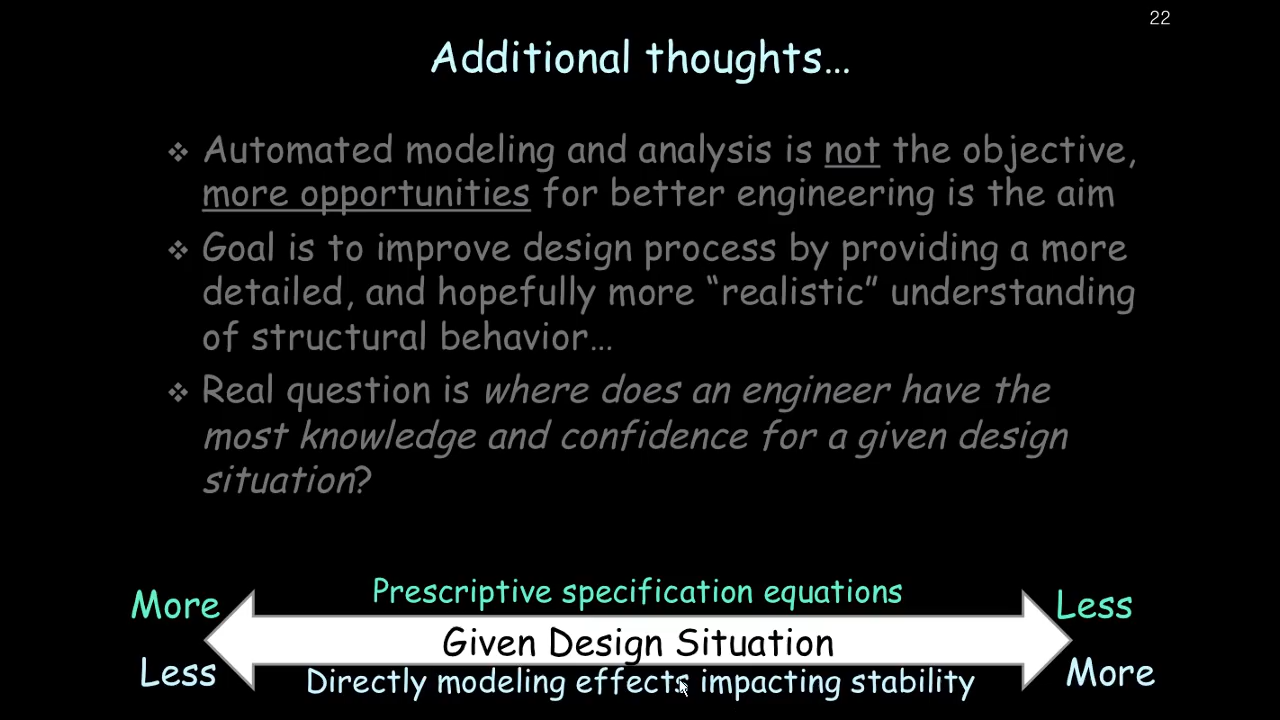 22
Additional thoughts…
❖ Automated modeling and analysis is not the objective,
more opportunities for better engineering is the aim
❖ Goal is to improve design process by providing a more
detailed, and hopefully more “realistic” understanding
of structural behavior…
❖ Real question is where does an engineer have the
most knowledge and confidence for a given design
situation?
Prescriptive specification equations
More Less
Given Design Situation
Less More
Directly modeling effects impacting stability